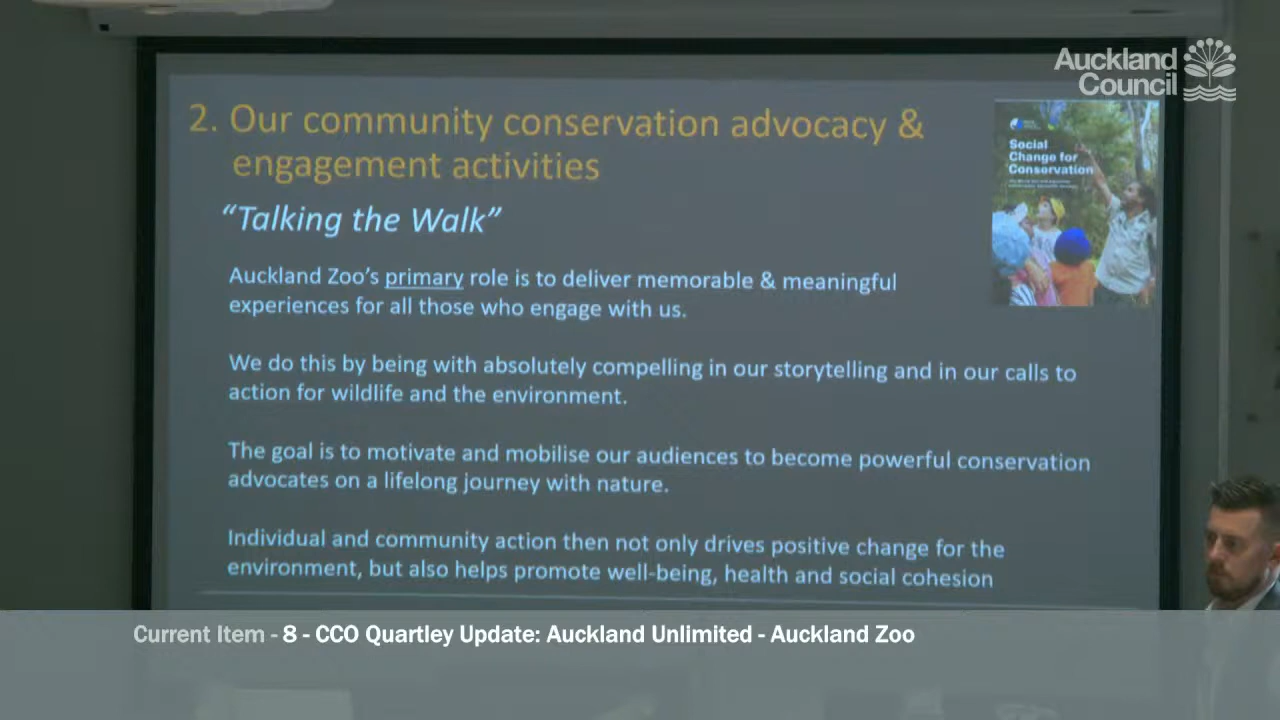 Auckland
Council
2. Our community conservation advocacy &
engagement activities
Social
Change for
Conservation
“Talking the Walk”
Auckland Zoo’s primary role is to deliver memorable & meaningful
experiences for all those who engage with us.
We do this by being with absolutely compelling in our storytelling and in our calls to
action for wildlife and the environment.
The goal is to motivate and mobilise our audiences to become powerful conservation
advocates on a lifelong journey with nature.
Individual and community action then not only drives positive change for the
environment, but also helps promote well-being, health and social cohesion
Current Item - 8 - CCO Quartley Update: Auckland Unlimited - Auckland Zoo